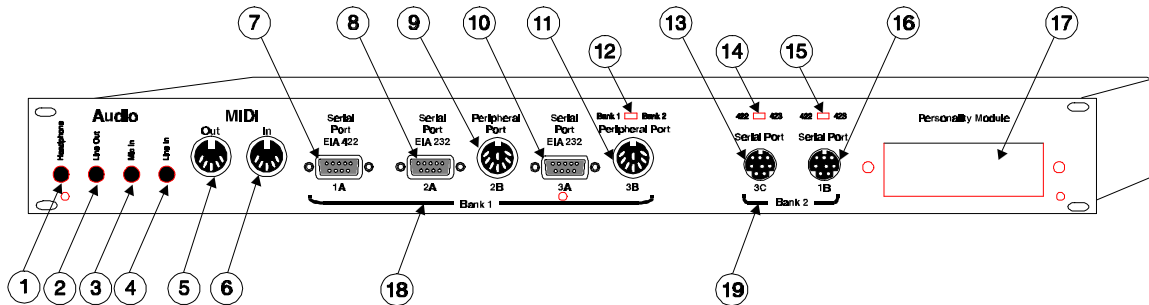 7
8
9
10
11
12
13
14
15
16
17
Audio
MIDI
Headphone
Line Out
Mic In
Line In
Out
In
Serial
Port
EIA 422
Serial
Port
EIA 232
Peripheral
Port
Serial
Port
EIA 232
Bank 1
Bank 2
Peripheral Port
422
423
Serial Port
422
423
Serial Port
Personality Module
1A
2A
2B
3A
3B
3C
1B
Bank 1
Bank 2
1
2
3
4
5
6
18
19